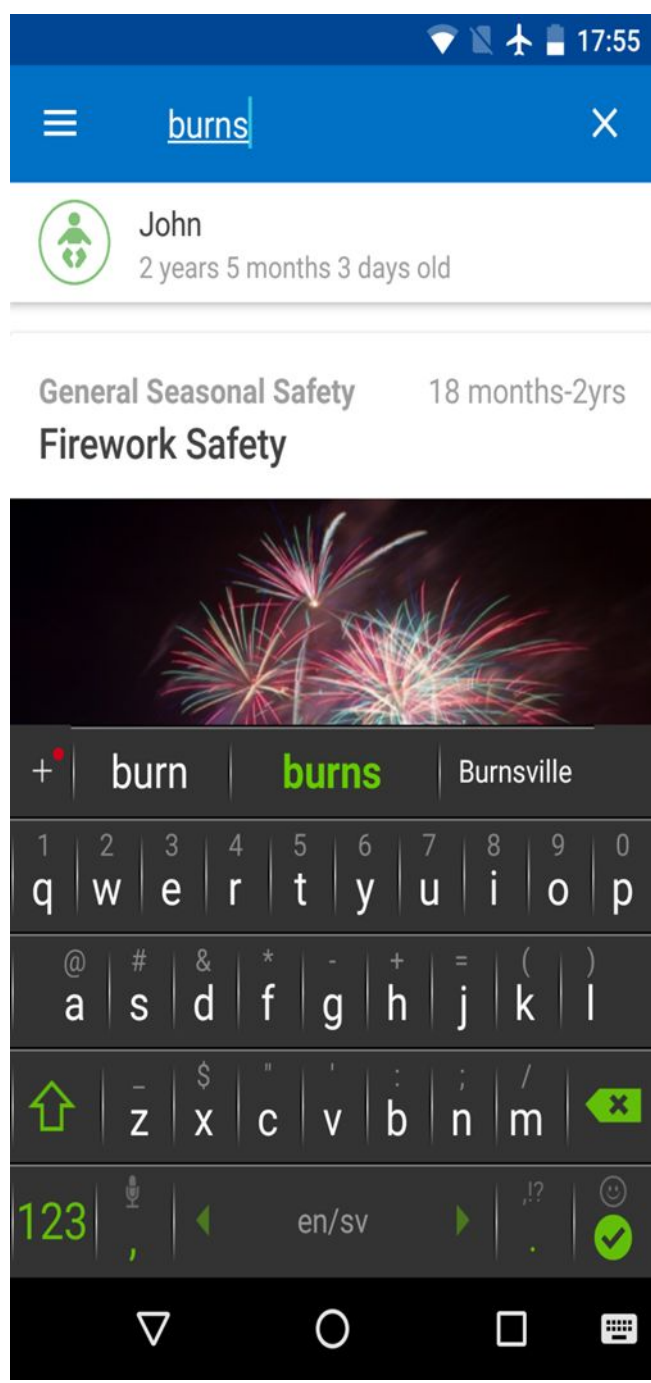 17:55
burns
John
2 years 5 months 3 days old
General Seasonal Safety 18 months-2yrs
Firework Safety
+ burn burns Burnsville
1 2 3 4 5 6 7 8 9 0
q w e r t y u i o p
@ # & * - + = ( )
a s d f g h j k l
_ $ " ' : ; /
z x c v b n m
,!?
123 , en/sv .